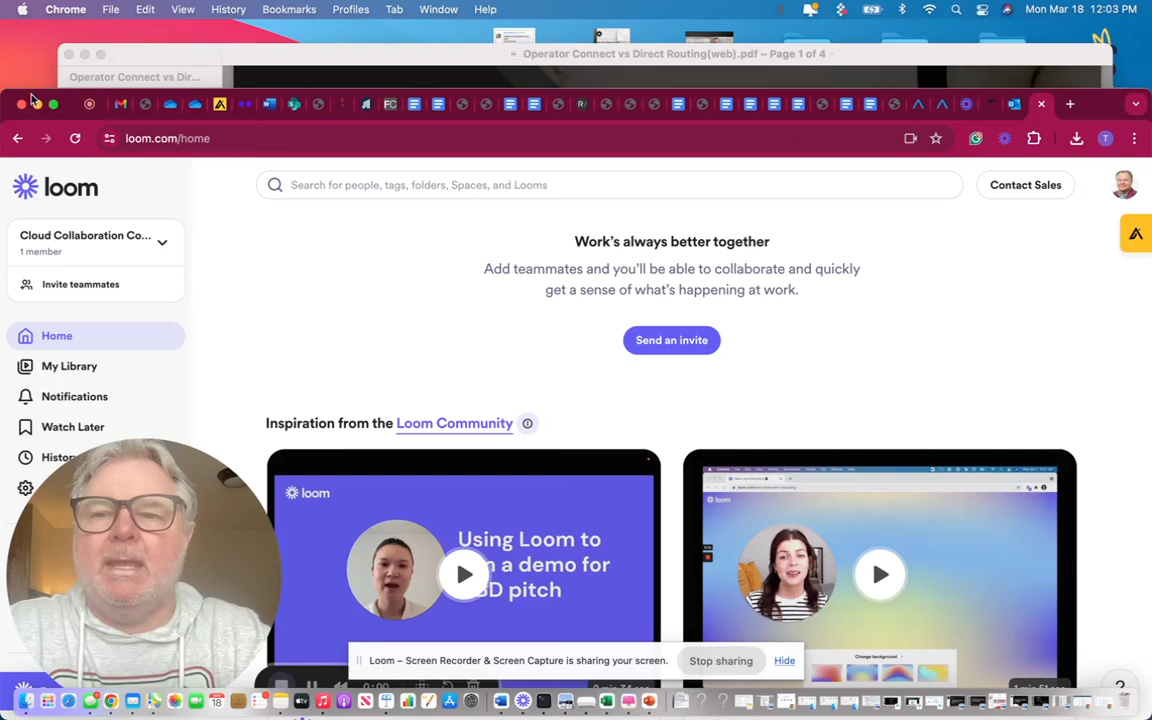 Chrome File Edit View History Bookmarks Profiles Tab Window Help
Mon Mar 18 12:03 PM
Operator Connect vs Direct Routing(web).pdf – Page 1 of 4
Operator Connect vs Dir...
loom.com/home
T
loom
Search for people, tags, folders, Spaces, and Looms
Contact Sales
Cloud Collaboration Co...
1 member
Invite teammates
Home
My Library
Notifications
Watch Later
History
Work's always better together
Add teammates and you'll be able to collaborate and quickly
get a sense of what's happening at work.
Send an invite
Inspiration from the Loom Community
loom
Using Loom to
a demo for
pitch
loom
Change background
Loom – Screen Recorder & Screen Capture is sharing your screen.
Stop sharing
Hide